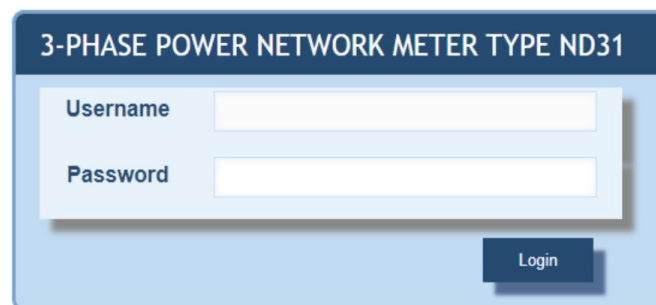 3-PHASE POWER NETWORK METER TYPE ND31
Username
Password
Login